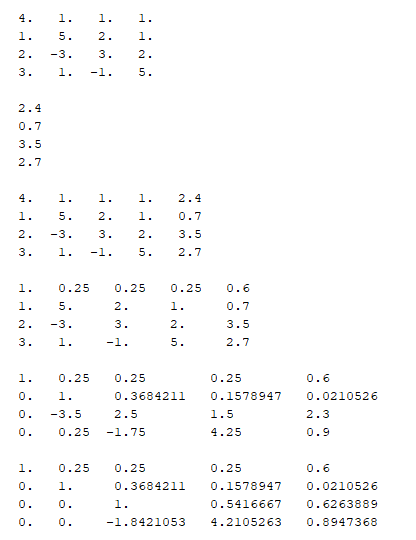 4. 1. 1. 1.
1. 5. 2. 1.
2. -3. 3. 2.
3. 1. -1. 5.
2.4
0.7
3.5
2.7
4. 1. 1. 1. 2.4
1. 5. 2. 1. 0.7
2. -3. 3. 2. 3.5
3. 1. -1. 5. 2.7
1. 0.25 0.25 0.25 0.6
1. 5. 2. 1. 0.7
2. -3. 3. 2. 3.5
3. 1. -1. 5. 2.7
1. 0.25 0.25 0.25 0.6
0. 1. 0.3684211 0.1578947 0.0210526
0. -3.5 2.5 1.5 2.3
0. 0.25 -1.75 4.25 0.9
1. 0.25 0.25 0.25 0.6
0. 1. 0.3684211 0.1578947 0.0210526
0. 0. 1. 0.5416667 0.6263889
0. 0. -1.8421053 4.2105263 0.8947368